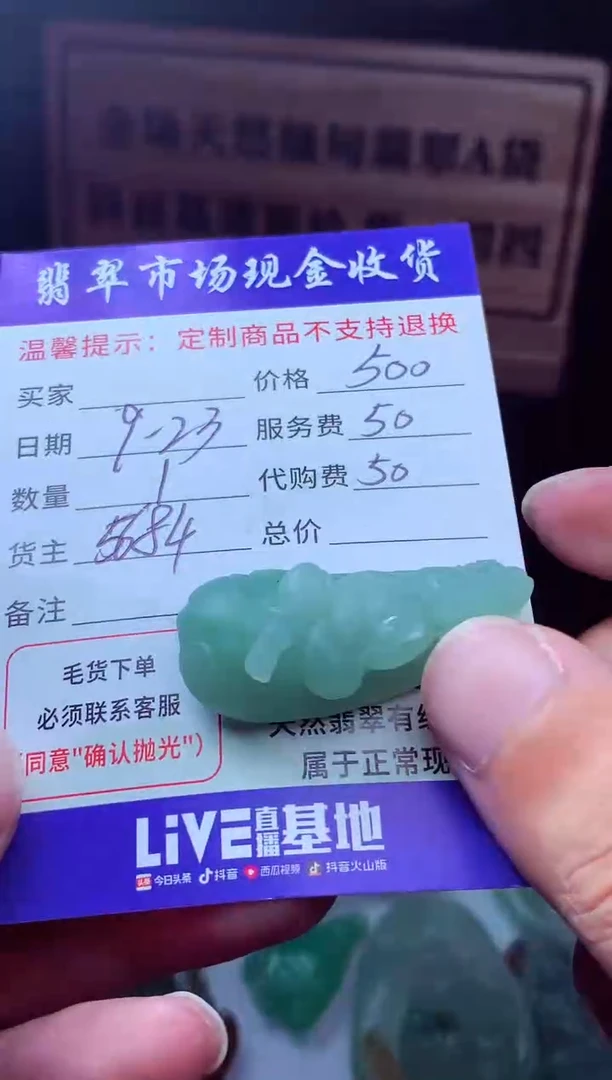 翡翠市场现金收货
温馨提示：定制商品不支持退换
买家
价格 500
日期 9-23
服务费 50
数量 1
代购费 50
货主 5684
总价
备注
毛货下单
必须联系客服
同意"确认抛光"）
天然翡翠有
属于正常现
LiVE直播基地
头条 今日头条 抖音 西瓜视频 抖音火山版